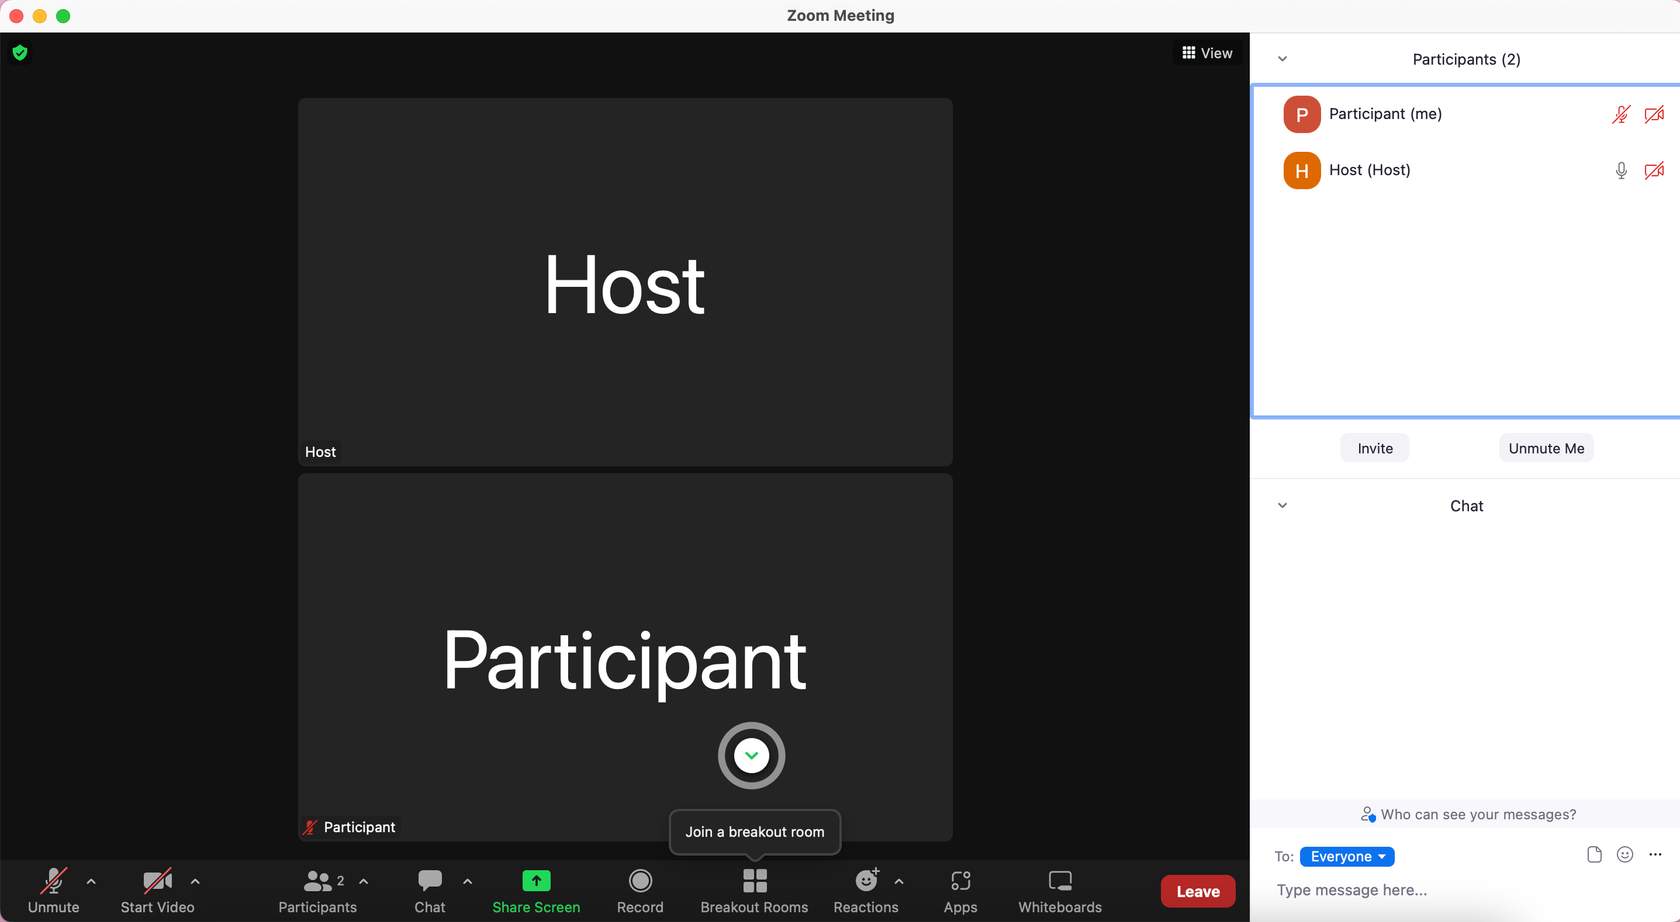 Zoom Meeting
View
Host
Host
Participant
Participant
Join a breakout room
Unmute
Start Video
2
Participants
Chat
Share Screen
Record
Breakout Rooms
Reactions
Apps
Whiteboards
Leave
Participants (2)
P Participant (me)
H Host (Host)
Invite
Unmute Me
Chat
Who can see your messages?
To: Everyone
Type message here...